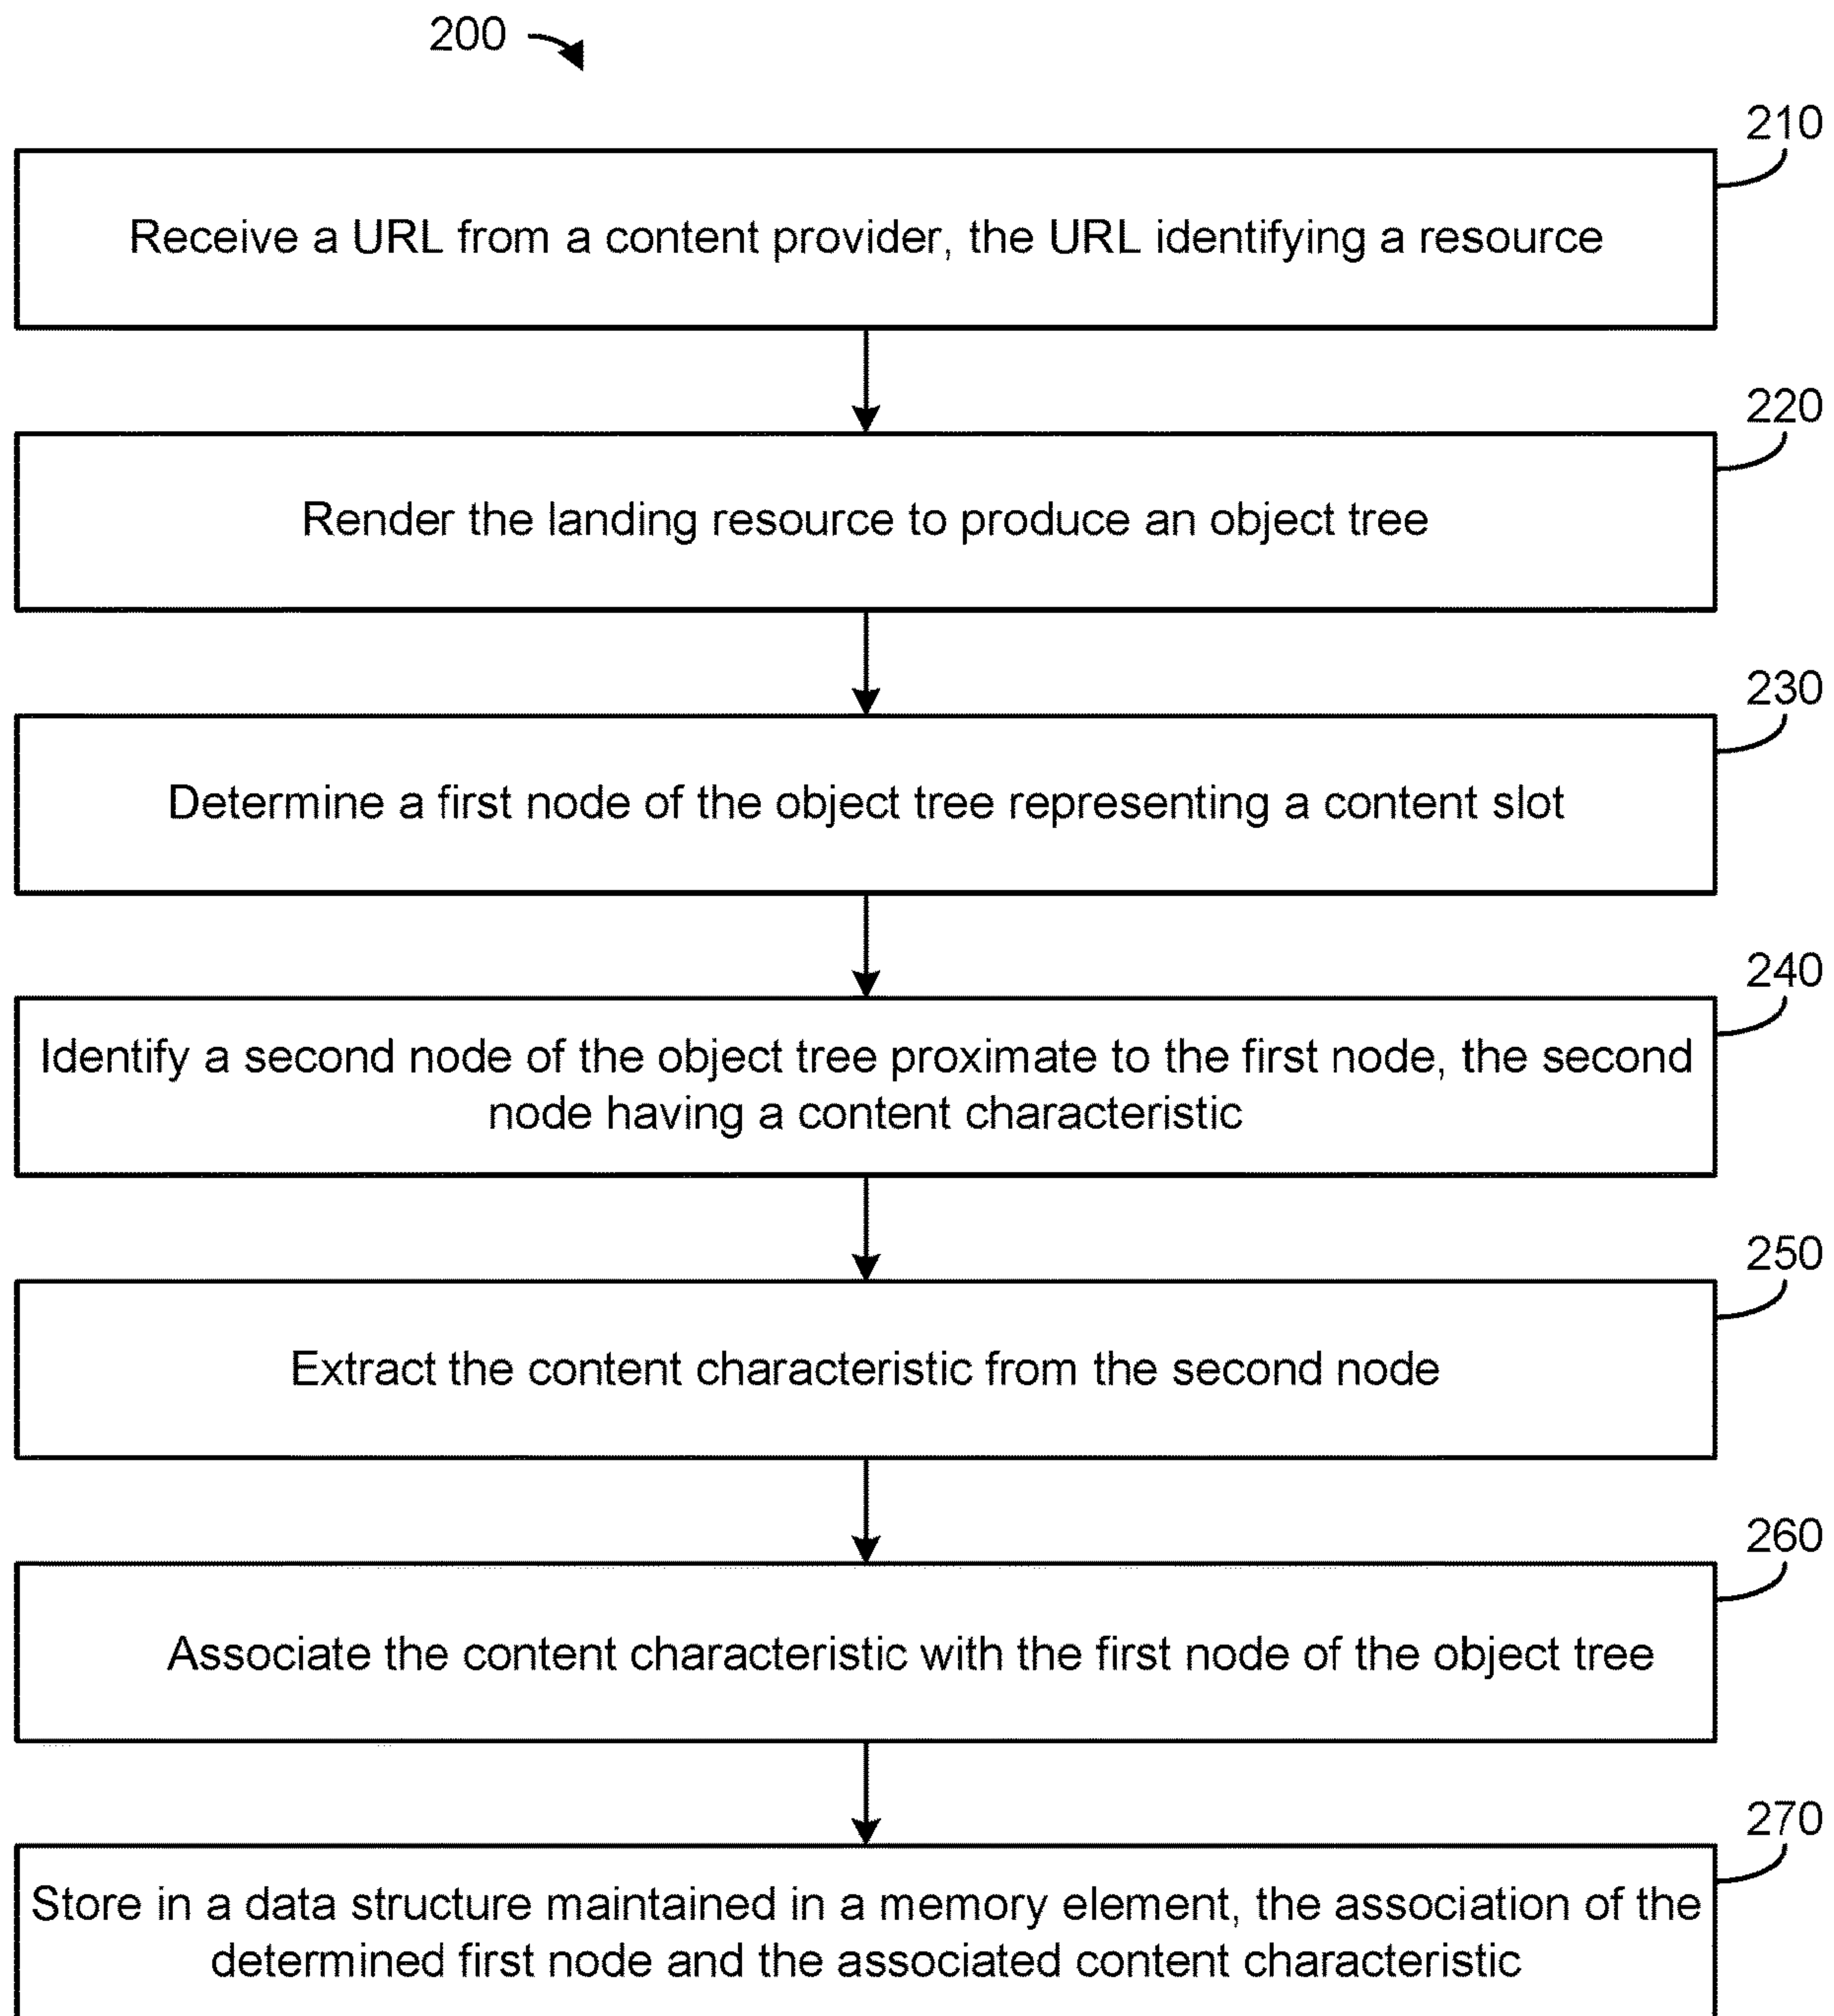 200
210
Receive a URL from a content provider, the URL identifying a resource
220
Render the landing resource to produce an object tree
230
Determine a first node of the object tree representing a content slot
240
Identify a second node of the object tree proximate to the first node, the second
node having a content characteristic
250
Extract the content characteristic from the second node
260
Associate the content characteristic with the first node of the object tree
270
Store in a data structure maintained in a memory element, the association of the
determined first node and the associated content characteristic